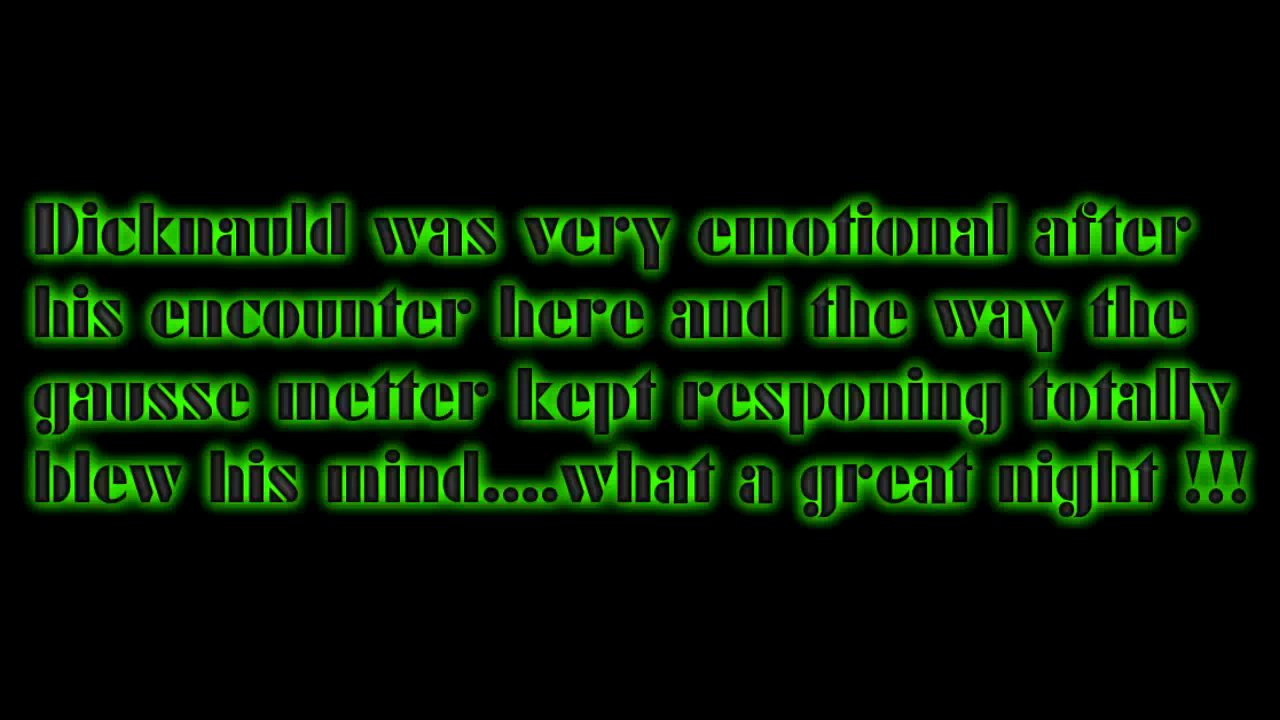 Dicknauld was very emotional after
his encounter here and the way the
gausse metter kept responing totally
blew his mind....what a great night !!!